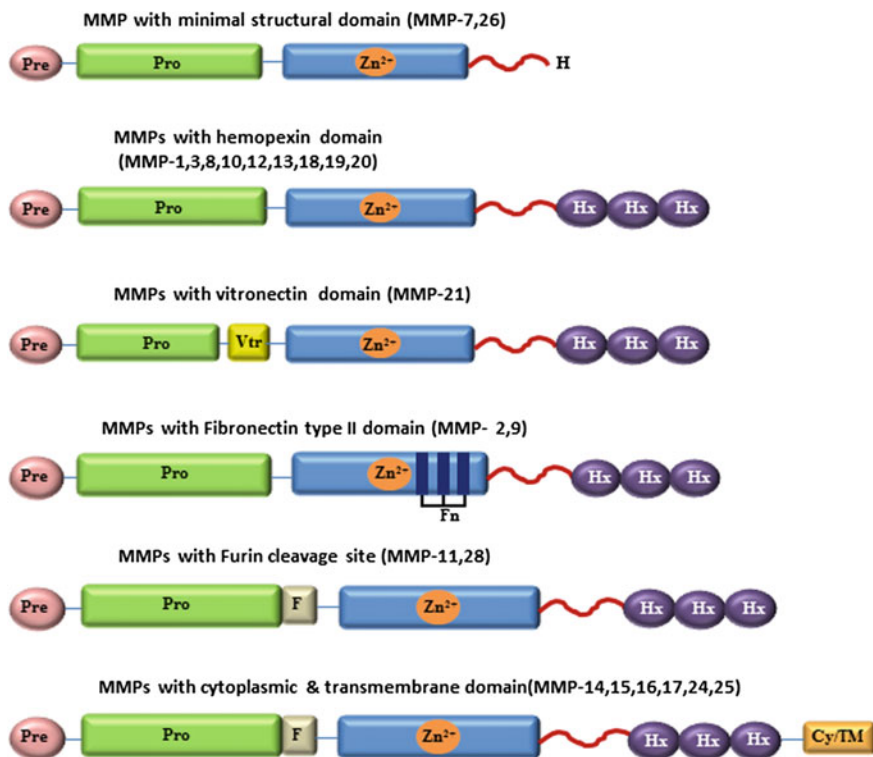 MMP with minimal structural domain (MMP-7,26)
Pre Pro Zn²⁺ H
MMPs with hemopexin domain
(MMP-1,3,8,10,12,13,18,19,20)
Pre Pro Zn²⁺ Hx Hx Hx
MMPs with vitronectin domain (MMP-21)
Pre Pro Vtr Zn²⁺ Hx Hx Hx
MMPs with Fibronectin type II domain (MMP- 2,9)
Pre Pro Zn²⁺ Hx Hx Hx
Fn
MMPs with Furin cleavage site (MMP-11,28)
Pre Pro F Zn²⁺ Hx Hx Hx
MMPs with cytoplasmic & transmembrane domain(MMP-14,15,16,17,24,25)
Pre Pro F Zn²⁺ Hx Hx Hx Cy/TM